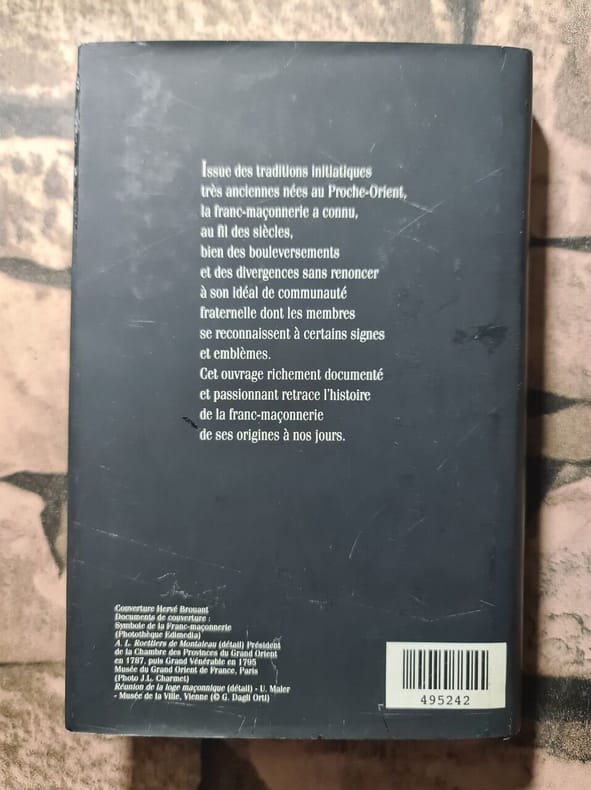 Issue des traditions initiatiques
très anciennes nées au Proche-Orient,
la franc-maçonnerie a connu,
au fil des siècles,
bien des bouleversements
et des divergences sans renoncer
à son idéal de communauté
fraternelle dont les membres
se reconnaissent à certains signes
et emblèmes.
Cet ouvrage richement documenté
et passionnant retrace l'histoire
de la franc-maçonnerie
de ses origines à nos jours.
Couverture Hervé Brouant
Documents de couverture :
Symbole de la Franc-maçonnerie
(Photothèque Edimedia)
A. L. Roettiers de Montaleau (détail) Président
de la Chambre des Provinces du Grand Orient
en 1787, puis Grand Vénérable en 1795
Musée du Grand Orient de France, Paris
(Photo J.L. Charmet)
Réunion de la loge maçonnique (détail) - U. Maier
- Musée de la Ville, Vienne (© G. Dagli Orti)
495242